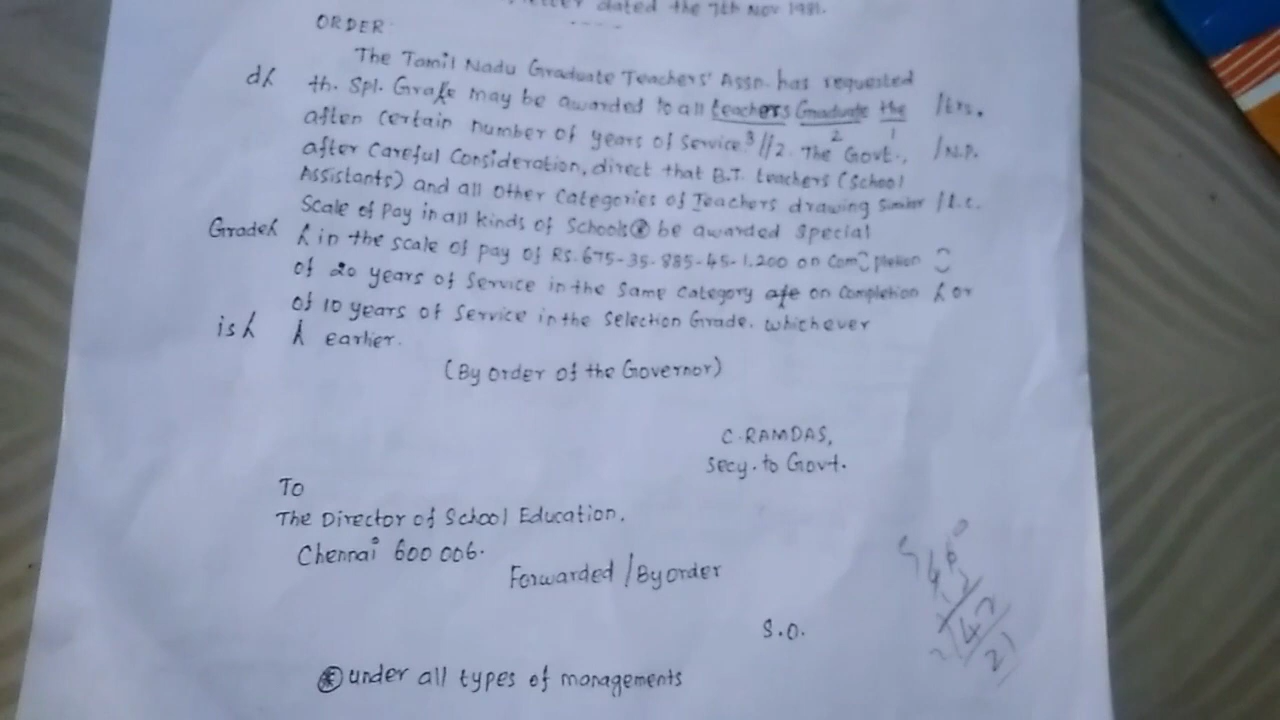 dated the 7th Nov 1981.
ORDER
The Tamil Nadu Graduate Teachers' Assn. has requested
d/ th. Spl. Grake may be awarded to all teachers Graduate the /trs.
after certain number of years of service. 3 //2. The 2 Govt., 1 /N.P.
after careful Consideration, direct that B.T. teachers (School
Assistants) and all other categories of Teachers drawing Similar /l.c.
Scale of Pay in all kinds of Schools be awarded special
Grade in the scale of pay of RS. 675-35-885-45-1,200 on Com pletion
of 20 years of service in the same category on Completion or
of 10 years of service in the selection Grade. whichever
is earlier.
(By order of the Governor)
C. RAMDAS,
Secy. to Govt.
To
The Director of School Education,
Chennai 600 006.
Forwarded / By order
S.O.
under all types of managements